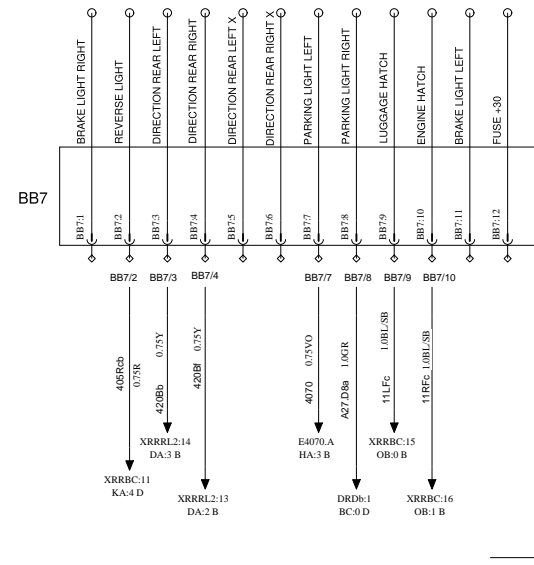 BRAKE LIGHT RIGHT
REVERSE LIGHT
DIRECTION REAR LEFT
DIRECTION REAR RIGHT
DIRECTION REAR LEFT X
DIRECTION REAR RIGHT X
PARKING LIGHT LEFT
PARKING LIGHT RIGHT
LUGGAGE HATCH
ENGINE HATCH
BRAKE LIGHT LEFT
FUSE +30
BB7
BB7:1
BB7:2
BB7:3
BB7:4
BB7:5
BB7:6
BB7:7
BB7:8
BB7:9
BB7:10
BB7:11
BB7:12
BB7/2
BB7/3
BB7/4
BB7/7
BB7/8
BB7/9
BB7/10
405Rcb
0.75R
420Bb
0.75Y
420Bf
0.75Y
4070
0.75VO
A27.D8a
1.0GR
11LFc
1.0BL/SB
11RFc
1.0BL/SB
XRRBC:11
KA:4 D
XRRRL2:14
DA:3 B
XRRRL2:13
DA:2 B
E4070.A
HA:3 B
DRDb:1
BC:0 D
XRRBC:15
OB:0 B
XRRBC:16
OB:1 B